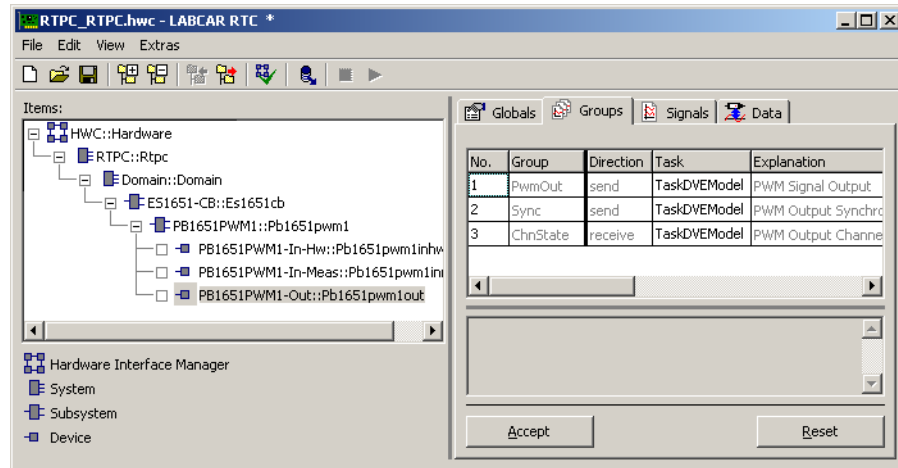 RTPC_RTPC.hwc - LABCAR RTC *
File Edit View Extras
Items:
HWC::Hardware
RTPC::Rtpc
Domain::Domain
ES1651-CB::Es1651cb
PB1651PWM1::Pb1651pwm1
PB1651PWM1-In-Hw::Pb1651pwm1inhw
PB1651PWM1-In-Meas::Pb1651pwm1in
PB1651PWM1-Out::Pb1651pwm1out
Hardware Interface Manager
System
Subsystem
Device
Globals Groups Signals Data
No. Group Direction Task Explanation
1 PwmOut send TaskDVEModel PWM Signal Output
2 Sync send TaskDVEModel PWM Output Synchro
3 ChnState receive TaskDVEModel PWM Output Channe
Accept Reset